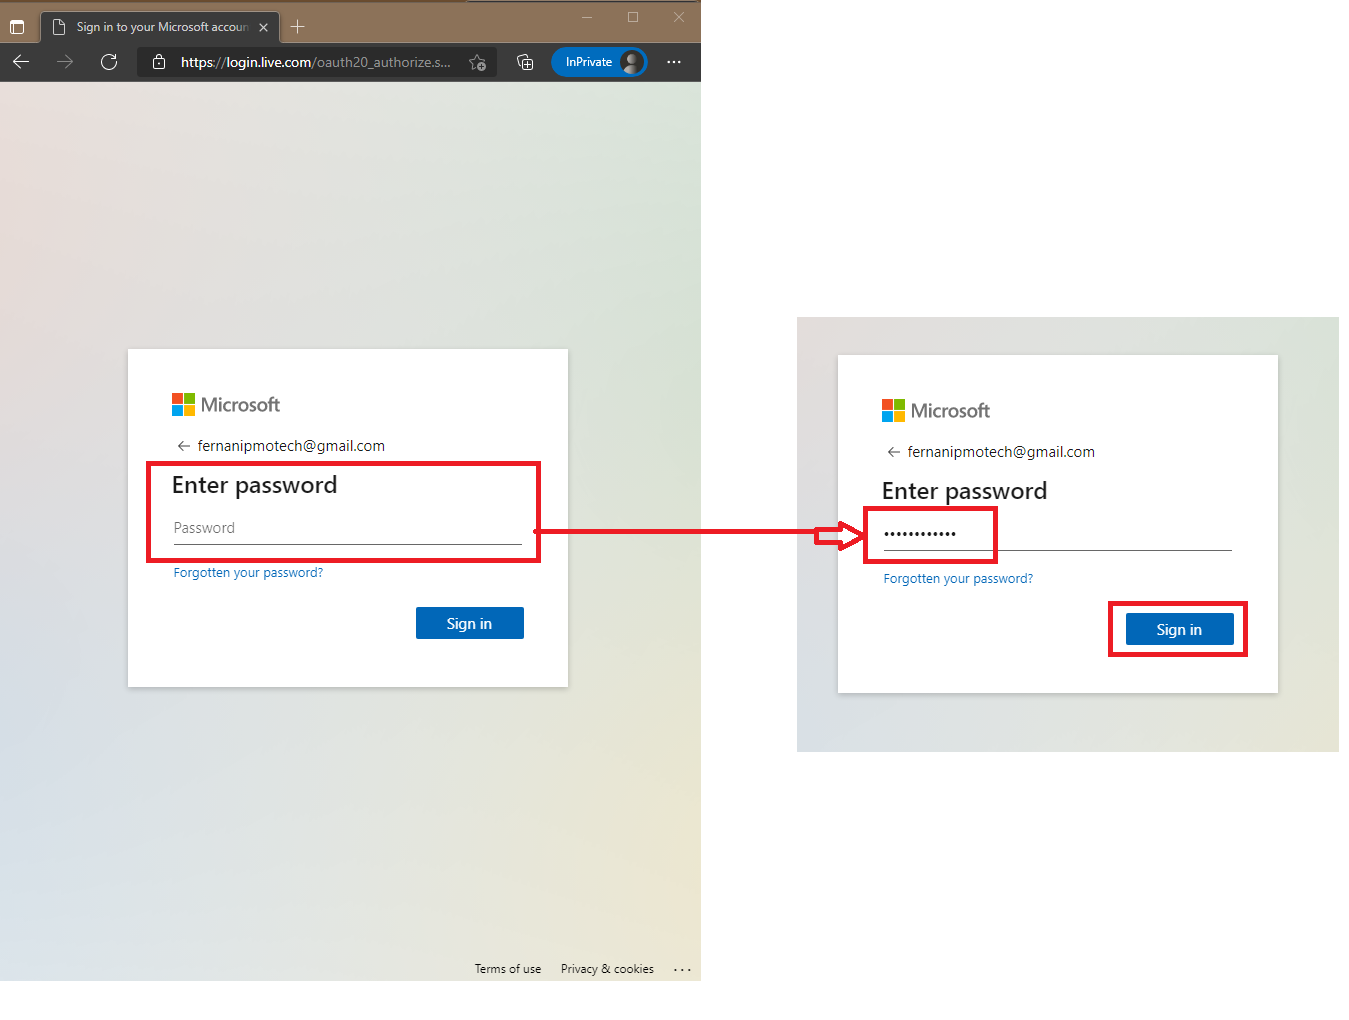 Sign in to your Microsoft accoun
https://login.live.com/oauth20_authorize.s...
InPrivate
Microsoft
fernanipmotech@gmail.com
Enter password
Password
Forgotten your password?
Sign in
Terms of use
Privacy & cookies
Microsoft
fernanipmotech@gmail.com
Enter password
••••••••••••
Forgotten your password?
Sign in